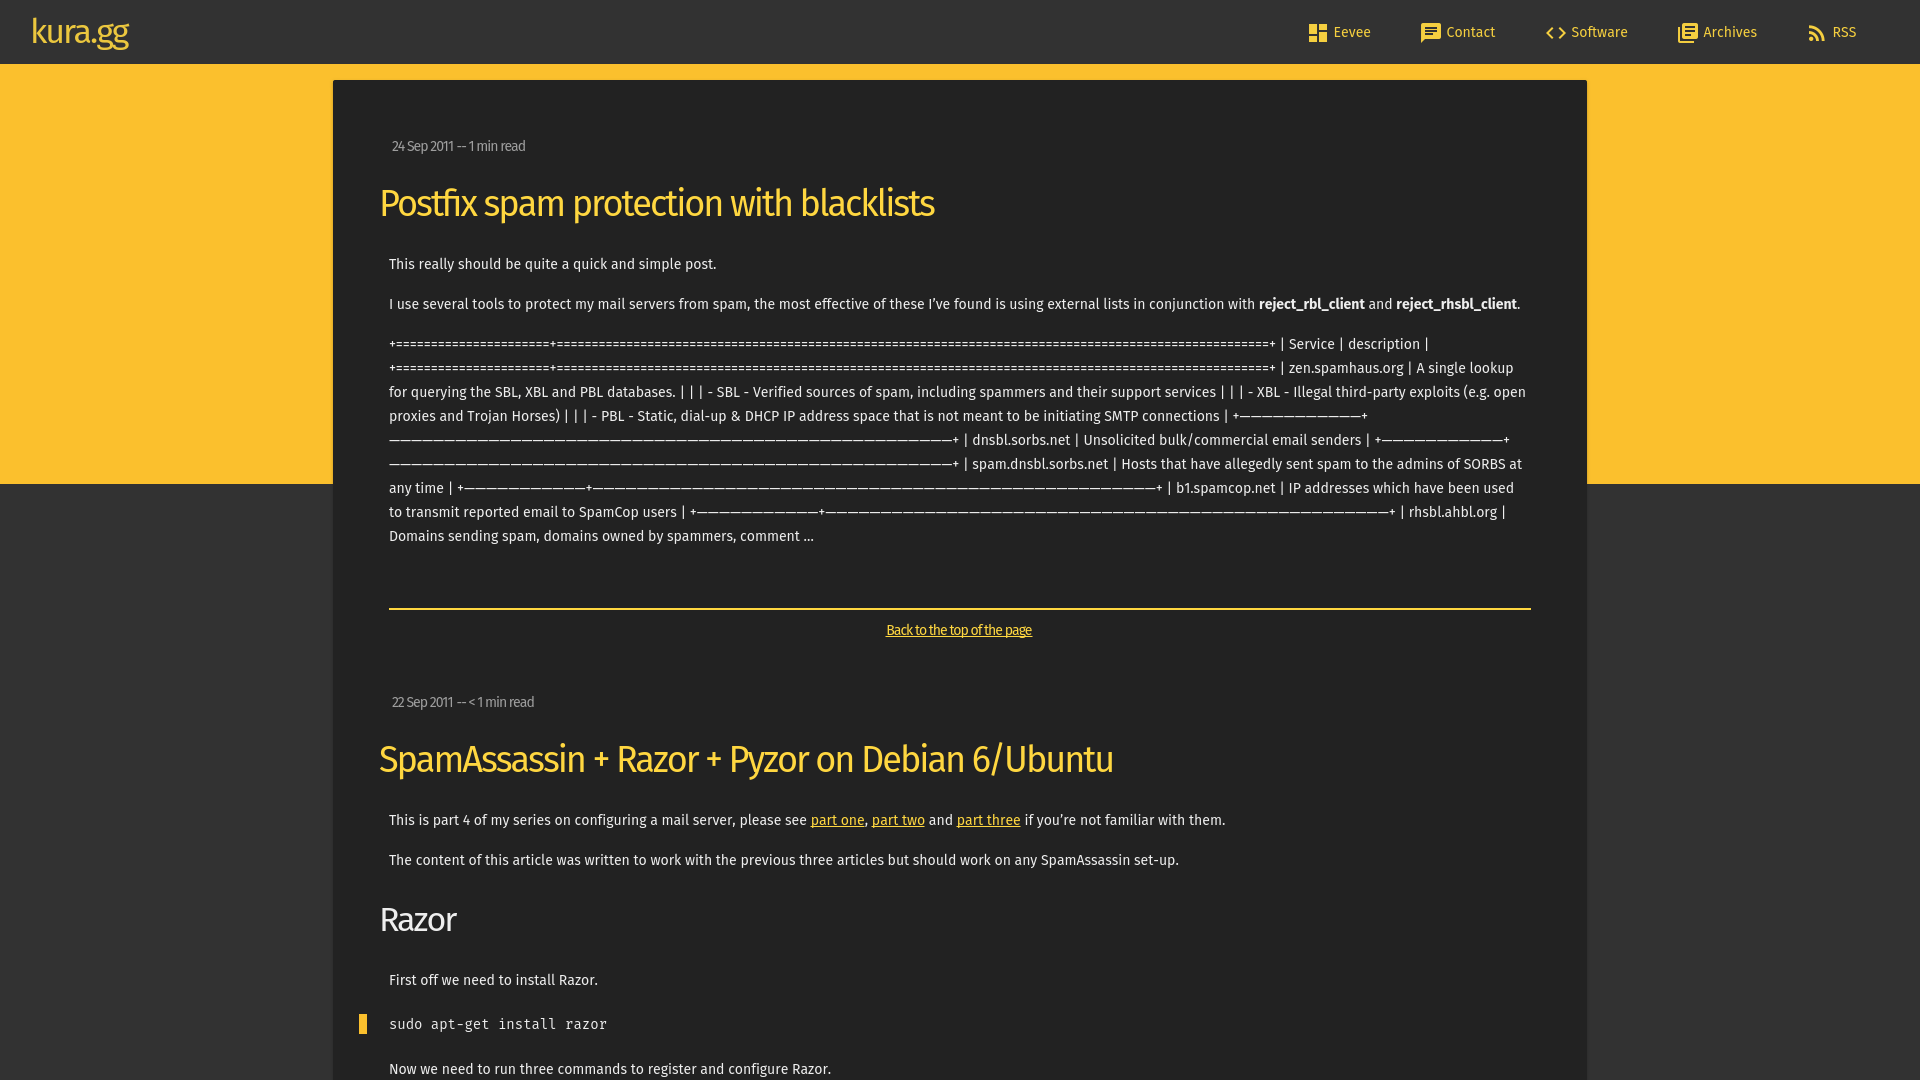 kura.gg
Eevee
Contact
Software
Archives
RSS
24 Sep 2011 -- 1 min read
Postfix spam protection with blacklists
This really should be quite a quick and simple post.
I use several tools to protect my mail servers from spam, the most effective of these I’ve found is using external lists in conjunction with reject_rbl_client and reject_rhsbl_client.
+======================+======================================================================================================+ | Service | description |
+======================+======================================================================================================+ | zen.spamhaus.org | A single lookup
for querying the SBL, XBL and PBL databases. | | | - SBL - Verified sources of spam, including spammers and their support services | | | - XBL - Illegal third-party exploits (e.g. open
proxies and Trojan Horses) | | | - PBL - Static, dial-up & DHCP IP address space that is not meant to be initiating SMTP connections | +———————————–+
—————————————————————————————————————————————————+ | dnsbl.sorbs.net | Unsolicited bulk/commercial email senders | +———————————–+
—————————————————————————————————————————————————+ | spam.dnsbl.sorbs.net | Hosts that have allegedly sent spam to the admins of SORBS at
any time | +———————————–+—————————————————————————————————————————————————+ | b1.spamcop.net | IP addresses which have been used
to transmit reported email to SpamCop users | +———————————–+—————————————————————————————————————————————————+ | rhsbl.ahbl.org |
Domains sending spam, domains owned by spammers, comment …
Back to the top of the page
22 Sep 2011 -- < 1 min read
SpamAssassin + Razor + Pyzor on Debian 6/Ubuntu
This is part 4 of my series on configuring a mail server, please see part one, part two and part three if you’re not familiar with them.
The content of this article was written to work with the previous three articles but should work on any SpamAssassin set-up.
Razor
First off we need to install Razor.
sudo apt-get install razor
Now we need to run three commands to register and configure Razor.